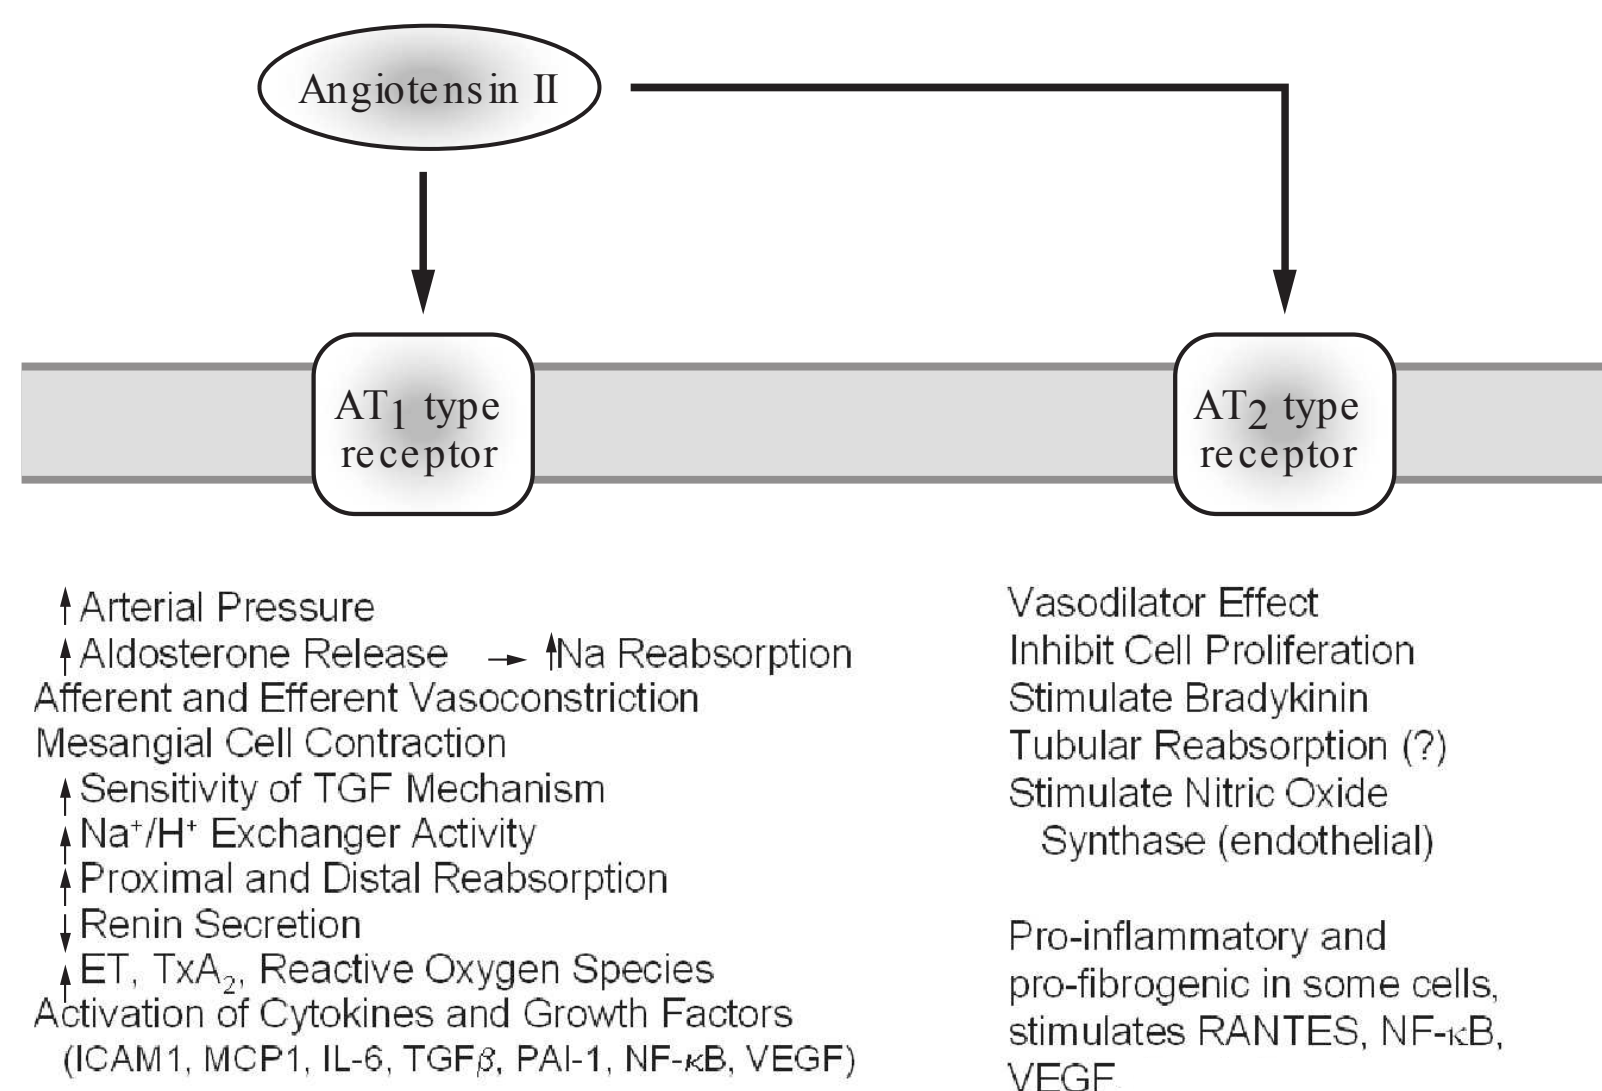 Angiotensin II
AT1 type
receptor
AT2 type
receptor
↑ Arterial Pressure
↑ Aldosterone Release → ↑Na Reabsorption
Afferent and Efferent Vasoconstriction
Mesangial Cell Contraction
↑ Sensitivity of TGF Mechanism
↑ Na⁺/H⁺ Exchanger Activity
↑ Proximal and Distal Reabsorption
↓ Renin Secretion
↑ ET, TxA₂, Reactive Oxygen Species
Activation of Cytokines and Growth Factors
(ICAM1, MCP1, IL-6, TGFβ, PAI-1, NF-κB, VEGF)
Vasodilator Effect
Inhibit Cell Proliferation
Stimulate Bradykinin
Tubular Reabsorption (?)
Stimulate Nitric Oxide
Synthase (endothelial)
Pro-inflammatory and
pro-fibrogenic in some cells,
stimulates RANTES, NF-κB,
VEGF.